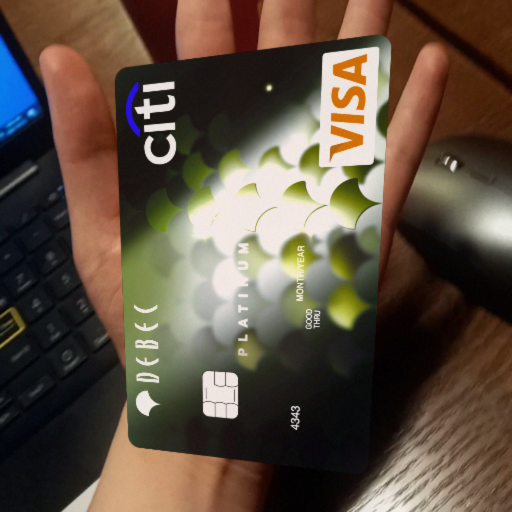 citi
VISA
DEBEC
PLATINUM
MONTH/YEAR
GOOD
THRU
4343